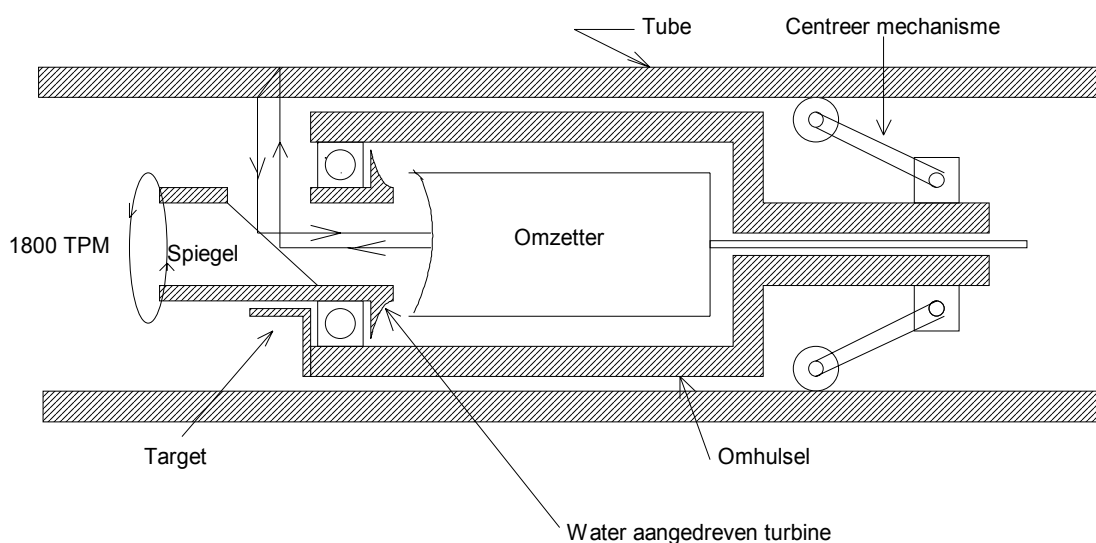 Tube
Centreer mechanisme
1800 TPM
Spiegel
Omzetter
Target
Omhulsel
Water aangedreven turbine